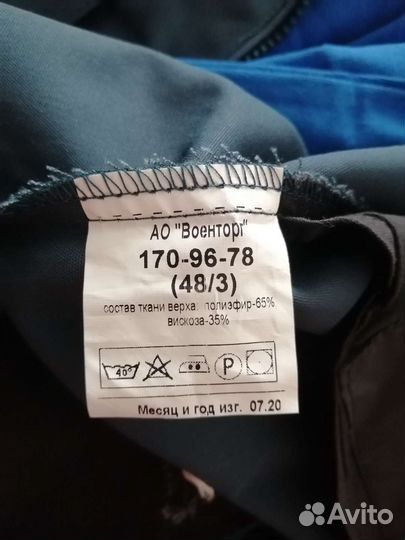 АО "Военторг"
170-96-78
(48/3)
состав ткани верха: полиэфир-65%
вискоза-35%
40°
P
Месяц и год изг. 07.20
Avito